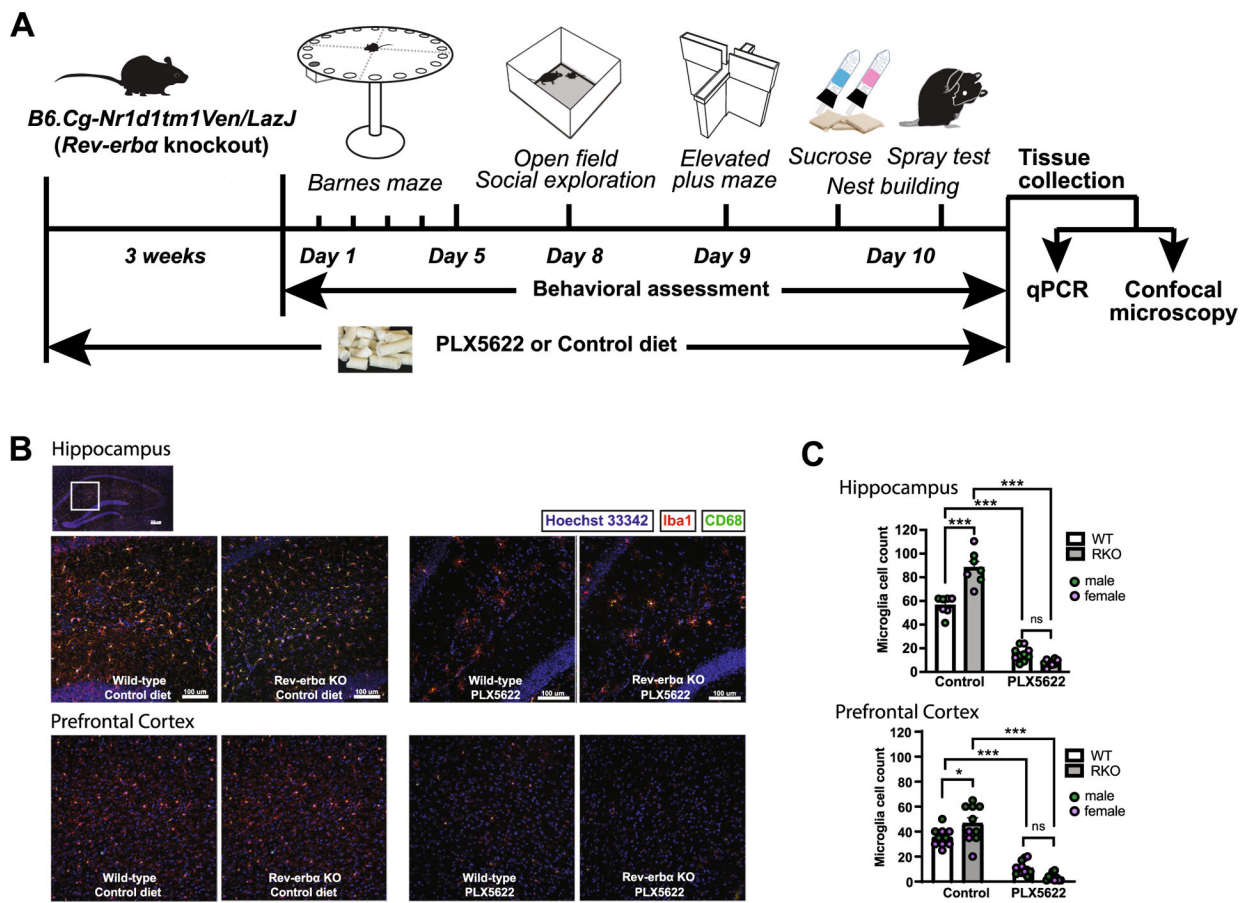 A
B6.Cg-Nr1d1tm1Ven/LazJ
(Rev-erbα knockout)
Barnes maze
Open field
Social exploration
Elevated
plus maze
Sucrose
Spray test
Nest building
Tissue
collection
3 weeks
Day 1
Day 5
Day 8
Day 9
Day 10
Behavioral assessment
qPCR
Confocal
microscopy
PLX5622 or Control diet
B
Hippocampus
Hoechst 33342
Iba1
CD68
Wild-type
Control diet
100 um
Rev-erbα KO
Control diet
100 um
Wild-type
PLX5622
100 um
Rev-erbα KO
PLX5622
100 um
Prefrontal Cortex
Wild-type
Control diet
Rev-erbα KO
Control diet
Wild-type
PLX5622
Rev-erbα KO
PLX5622
C
Hippocampus
Microglia cell count
120
100
80
60
40
20
0
***
***
***
ns
Control
PLX5622
WT
RKO
male
female
Prefrontal Cortex
Microglia cell count
120
100
80
60
40
20
0
***
***
*
ns
Control
PLX5622
WT
RKO
male
female